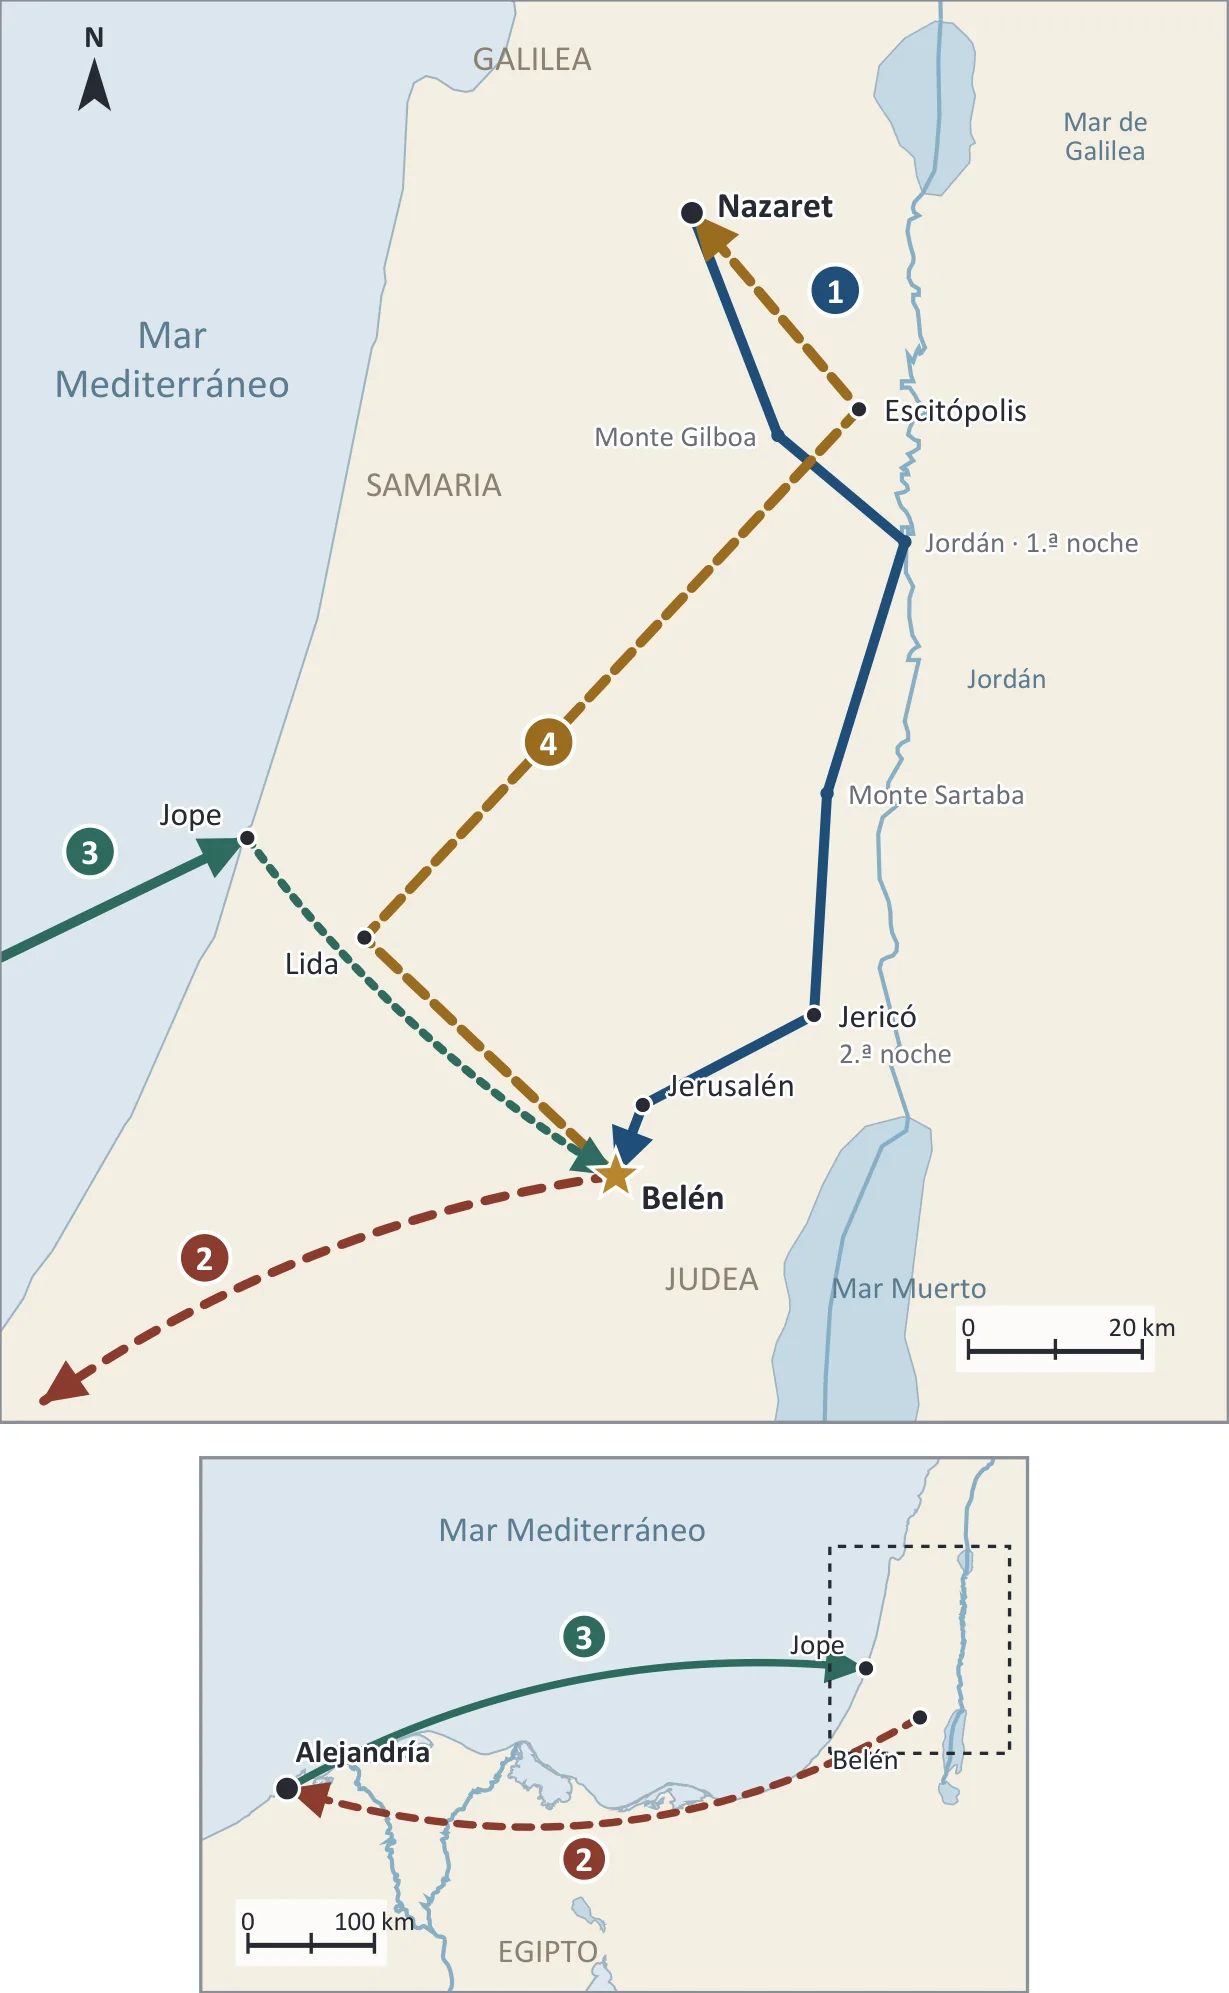 N
GALILEA
Mar de
Galilea
Nazaret
1
Mar
Mediterráneo
Escitópolis
Monte Gilboa
SAMARIA
Jordán · 1.ª noche
Jordán
4
Monte Sartaba
Jope
3
Lida
Jericó
2.ª noche
Jerusalén
Belén
2
JUDEA
Mar Muerto
0 20 km
Mar Mediterráneo
3
Jope
Alejandría
Belén
2
0 100 km
EGIPTO